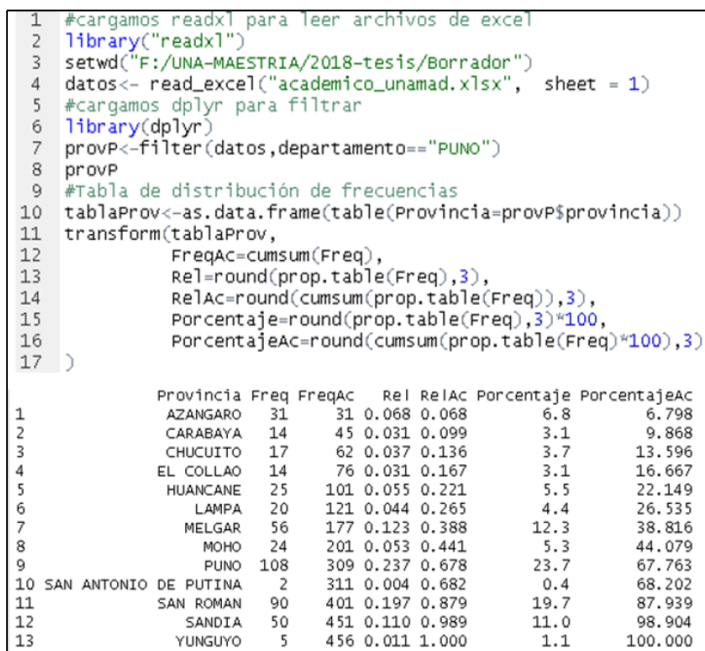 1 #cargamos readxl para leer archivos de excel
2 library("readxl")
3 setwd("F:/UNA-MAESTRIA/2018-tesis/Borrador")
4 datos<- read_excel("academico_unamad.xlsx", sheet = 1)
5 #cargamos dplyr para filtrar
6 library(dplyr)
7 provP<-filter(datos,departamento=="PUNO")
8 provP
9 #Tabla de distribución de frecuencias
10 tablaProv<-as.data.frame(table(Provincia=provP$provincia))
11 transform(tablaProv,
12 FreqAc=cumsum(Freq),
13 Rel=round(prop.table(Freq),3),
14 RelAc=round(cumsum(prop.table(Freq)),3),
15 Porcentaje=round(prop.table(Freq),3)*100,
16 PorcentajeAc=round(cumsum(prop.table(Freq)*100),3)
17 )
Provincia Freq FreqAc Rel RelAc Porcentaje PorcentajeAc
1 AZANGARO 31 31 0.068 0.068 6.8 6.798
2 CARABAYA 14 45 0.031 0.099 3.1 9.868
3 CHUCUITO 17 62 0.037 0.136 3.7 13.596
4 EL COLLAO 14 76 0.031 0.167 3.1 16.667
5 HUANCANE 25 101 0.055 0.221 5.5 22.149
6 LAMPA 20 121 0.044 0.265 4.4 26.535
7 MELGAR 56 177 0.123 0.388 12.3 38.816
8 MOHO 24 201 0.053 0.441 5.3 44.079
9 PUNO 108 309 0.237 0.678 23.7 67.763
10 SAN ANTONIO DE PUTINA 2 311 0.004 0.682 0.4 68.202
11 SAN ROMAN 90 401 0.197 0.879 19.7 87.939
12 SANDIA 50 451 0.110 0.989 11.0 98.904
13 YUNGUYO 5 456 0.011 1.000 1.1 100.000